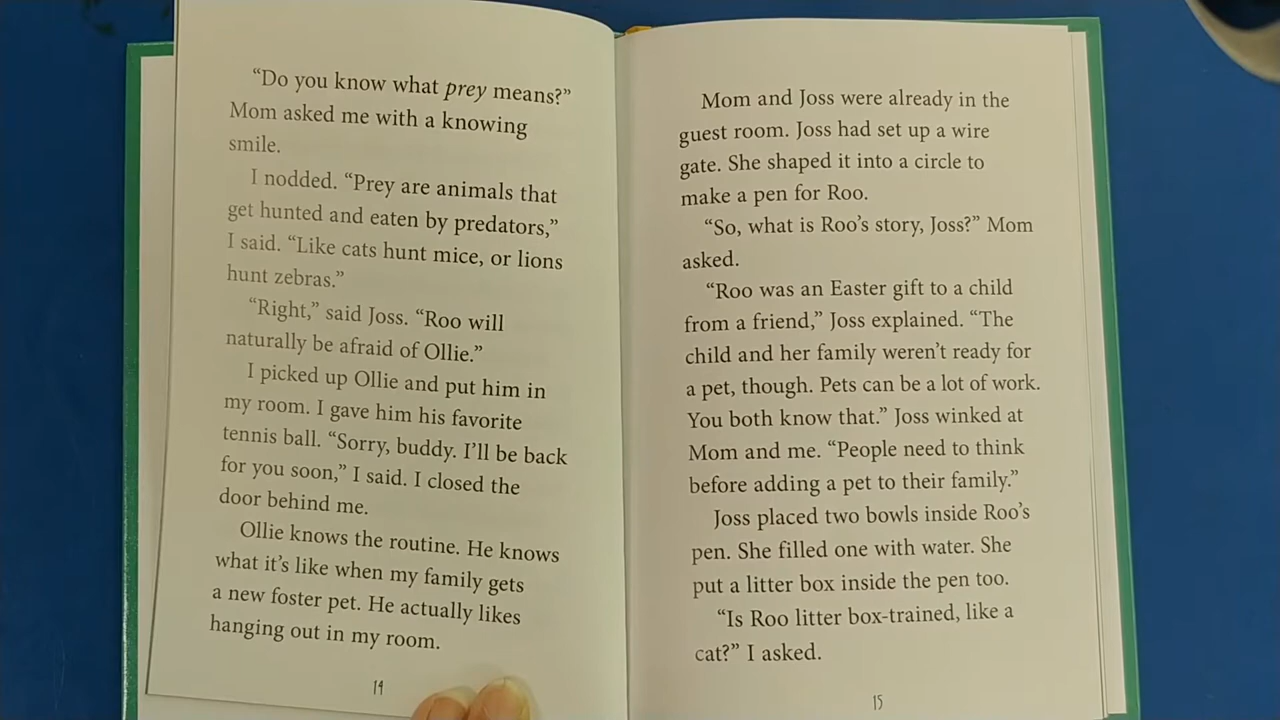 “Do you know what prey means?”
Mom asked me with a knowing
smile.
I nodded. “Prey are animals that
get hunted and eaten by predators,”
I said. “Like cats hunt mice, or lions
hunt zebras.”
“Right,” said Joss. “Roo will
naturally be afraid of Ollie.”
I picked up Ollie and put him in
my room. I gave him his favorite
tennis ball. “Sorry, buddy. I’ll be back
for you soon,” I said. I closed the
door behind me.
Ollie knows the routine. He knows
what it’s like when my family gets
a new foster pet. He actually likes
hanging out in my room.
14
Mom and Joss were already in the
guest room. Joss had set up a wire
gate. She shaped it into a circle to
make a pen for Roo.
“So, what is Roo’s story, Joss?” Mom
asked.
“Roo was an Easter gift to a child
from a friend,” Joss explained. “The
child and her family weren’t ready for
a pet, though. Pets can be a lot of work.
You both know that.” Joss winked at
Mom and me. “People need to think
before adding a pet to their family.”
Joss placed two bowls inside Roo’s
pen. She filled one with water. She
put a litter box inside the pen too.
“Is Roo litter box-trained, like a
cat?” I asked.
15